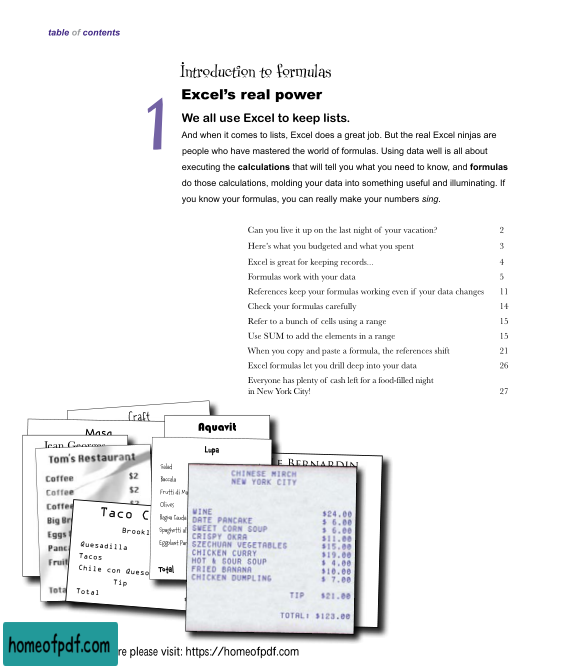 table of contents
Introduction to formulas
Excel's real power
1
We all use Excel to keep lists.
And when it comes to lists, Excel does a great job. But the real Excel ninjas are
people who have mastered the world of formulas. Using data well is all about
executing the calculations that will tell you what you need to know, and formulas
do those calculations, molding your data into something useful and illuminating. If
you know your formulas, you can really make your numbers sing.
Can you live it up on the last night of your vacation? 2
Here's what you budgeted and what you spent 3
Excel is great for keeping records... 4
Formulas work with your data 5
References keep your formulas working even if your data changes 11
Check your formulas carefully 14
Refer to a bunch of cells using a range 15
Use SUM to add the elements in a range 15
When you copy and paste a formula, the references shift 21
Excel formulas let you drill deep into your data 26
Everyone has plenty of cash left for a food-filled night
in New York City! 27
Craft
Masa
Jean Georges
Tom's Restaurant
Coffee $2
Coffee $2
Coffee
Big Br
Eggs
Panc
Fruit
Tota
Taco C
Brookl
Quesadilla
Tacos
Chile con Queso
Tip
Total
Aquavit
Lupa
Salad
Baccala
Frutti di Ma
Olives
Bagna Cauda
Spaghetti al
Eggplant Par
Total
E BERNARDIN
CHINESE MIRCH
NEW YORK CITY
WINE $24.00
DATE PANCAKE $ 6.00
SWEET CORN SOUP $ 6.00
CRISPY OKRA $11.00
SZECHUAN VEGETABLES $15.00
CHICKEN CURRY $19.00
HOT & SOUR SOUP $ 4.00
FRIED BANANA $10.00
CHICKEN DUMPLING $ 7.00
TIP $21.00
TOTAL: $123.00
homeofpdf.com
re please visit: https://homeofpdf.com